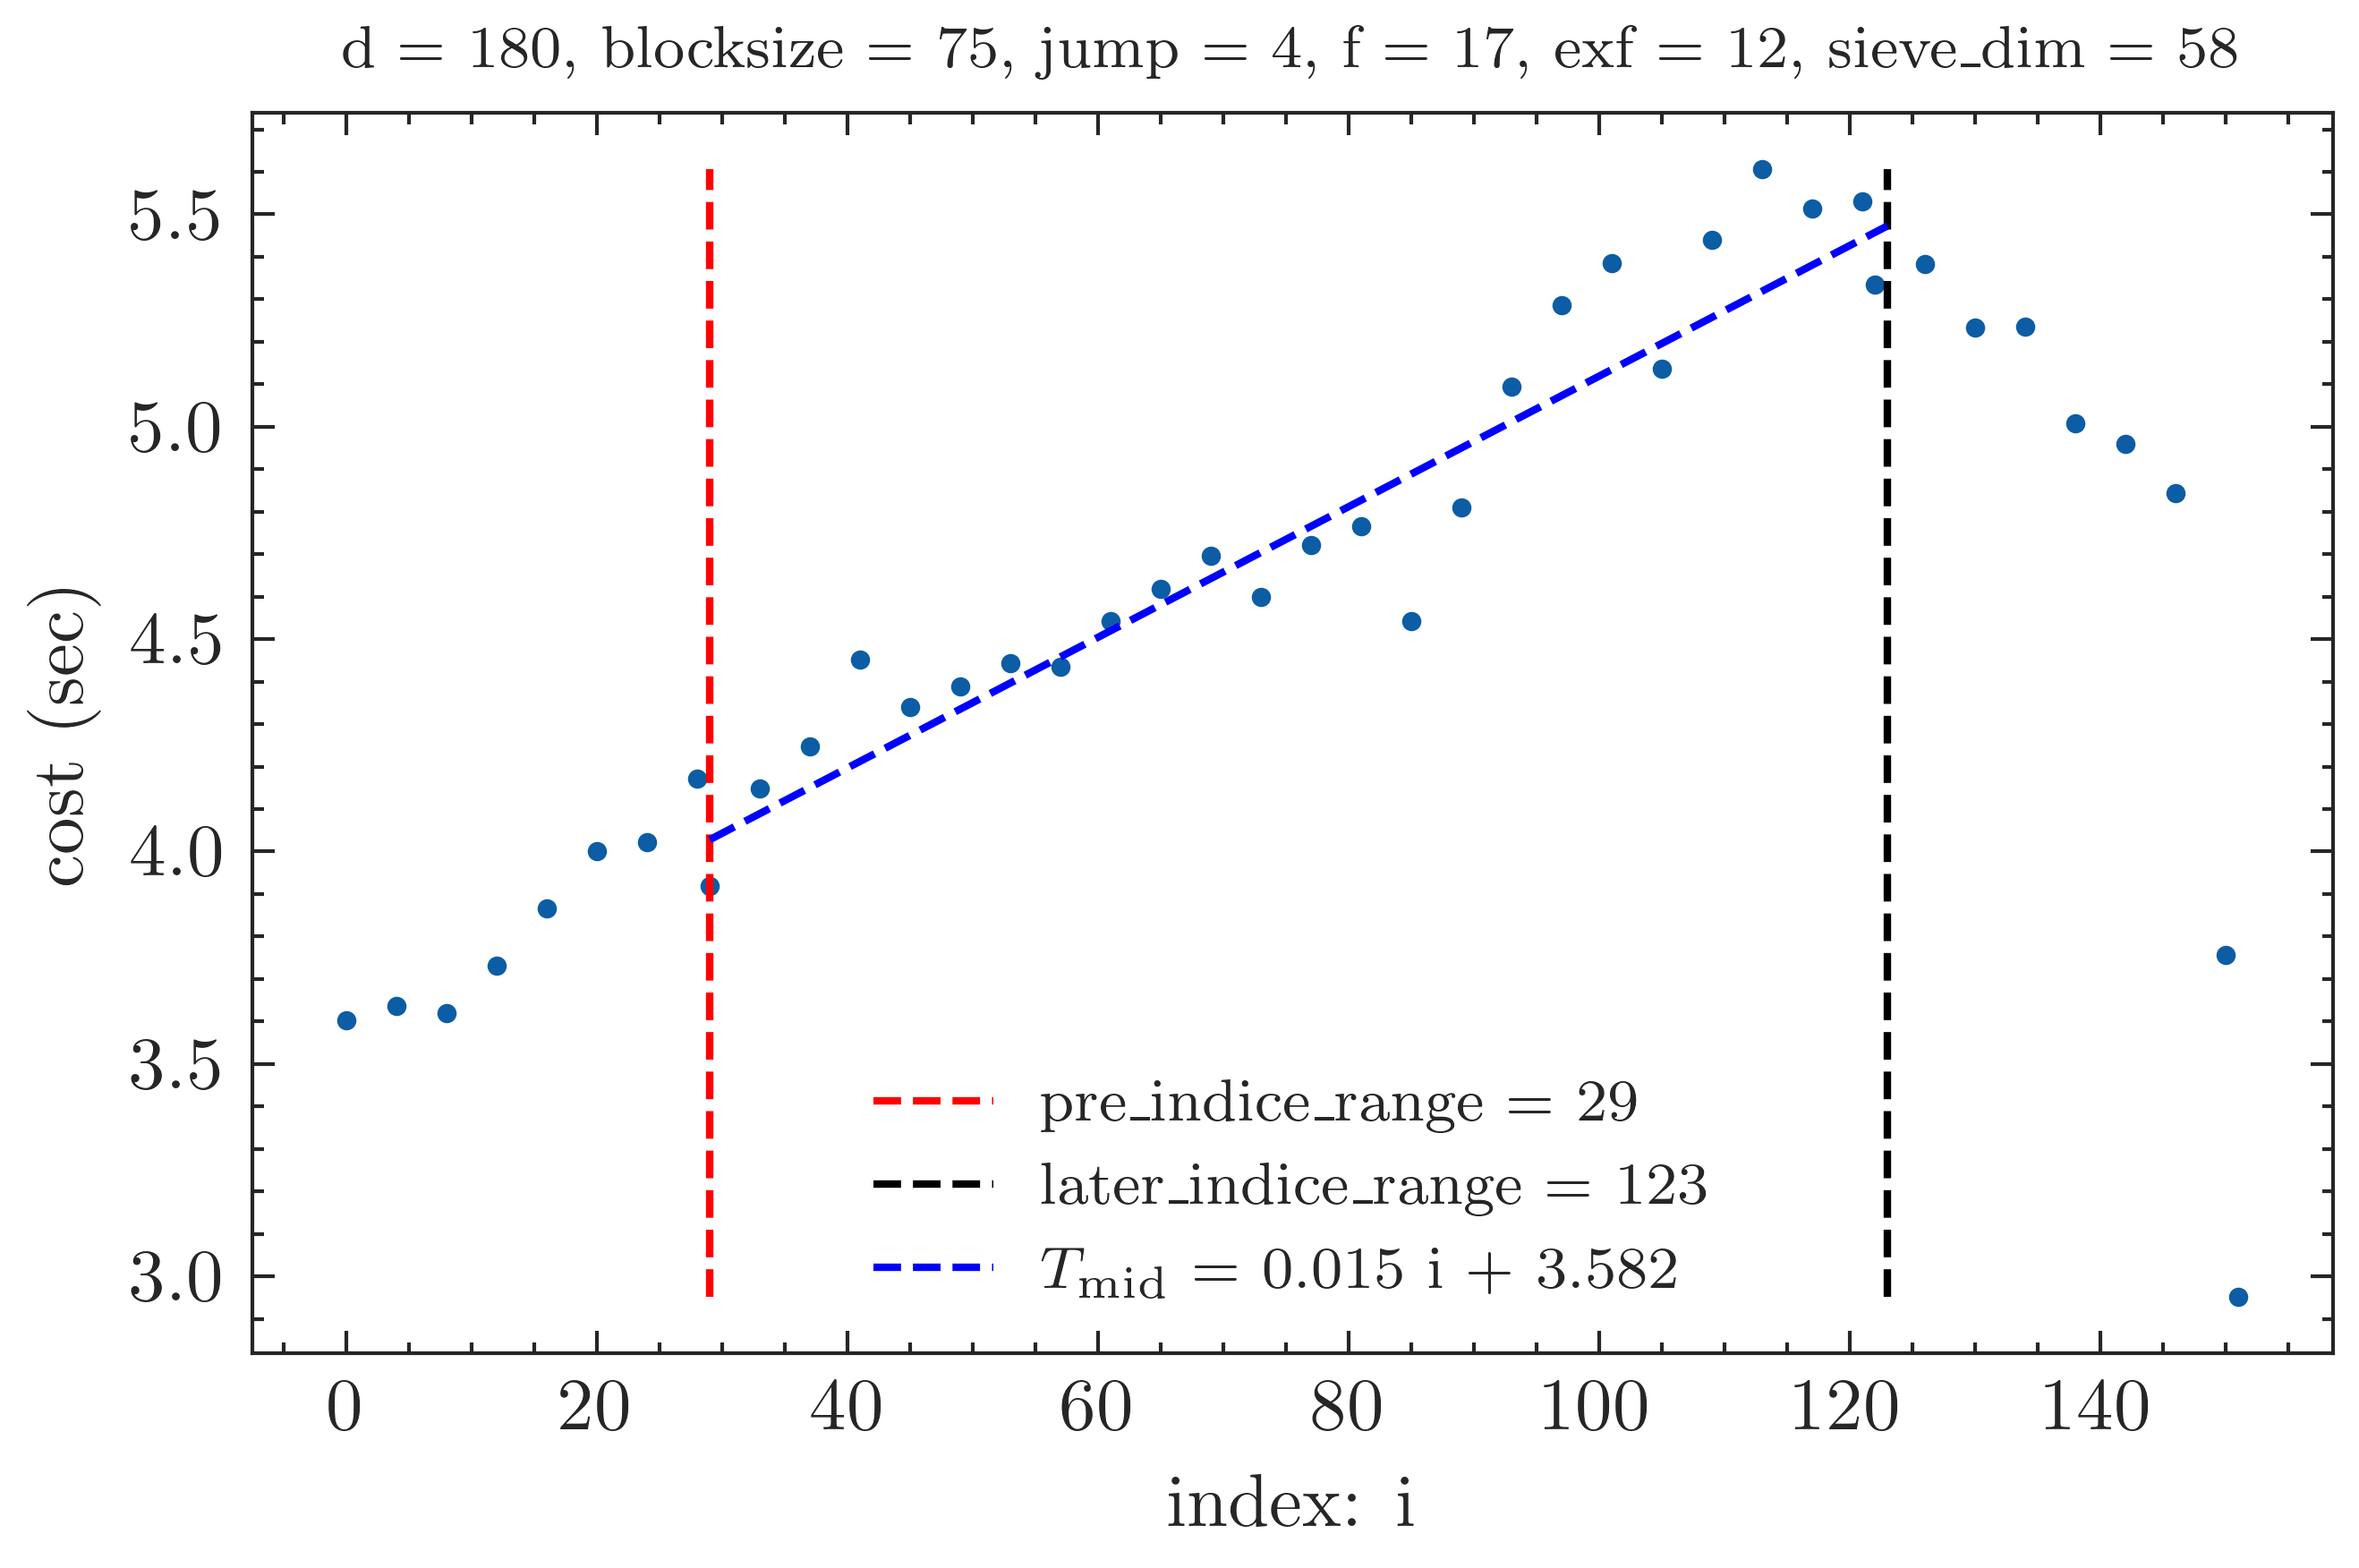 d = 180, blocksize = 75, jump = 4, f = 17, exf = 12, sieve_dim = 58
5.5
5.0
4.5
4.0
3.5
3.0
cost (sec)
pre_indice_range = 29
later_indice_range = 123
T_mid = 0.015 i + 3.582
0 20 40 60 80 100 120 140
index: i